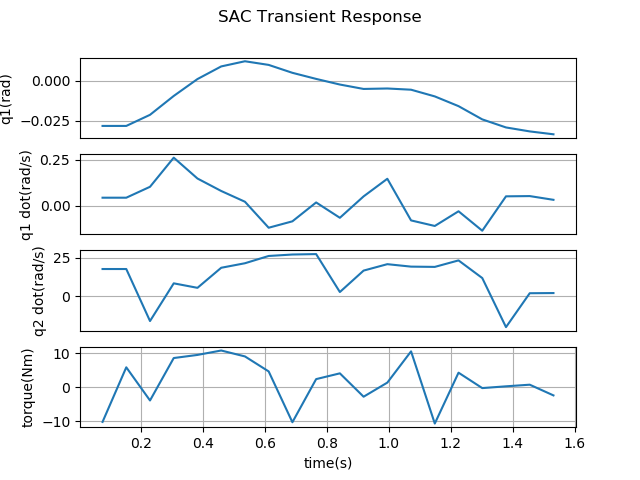 SAC Transient Response
q1(rad)
0.000
−0.025
q1 dot(rad/s)
0.25
0.00
q2 dot(rad/s)
25
0
torque(Nm)
10
0
−10
0.2 0.4 0.6 0.8 1.0 1.2 1.4 1.6
time(s)